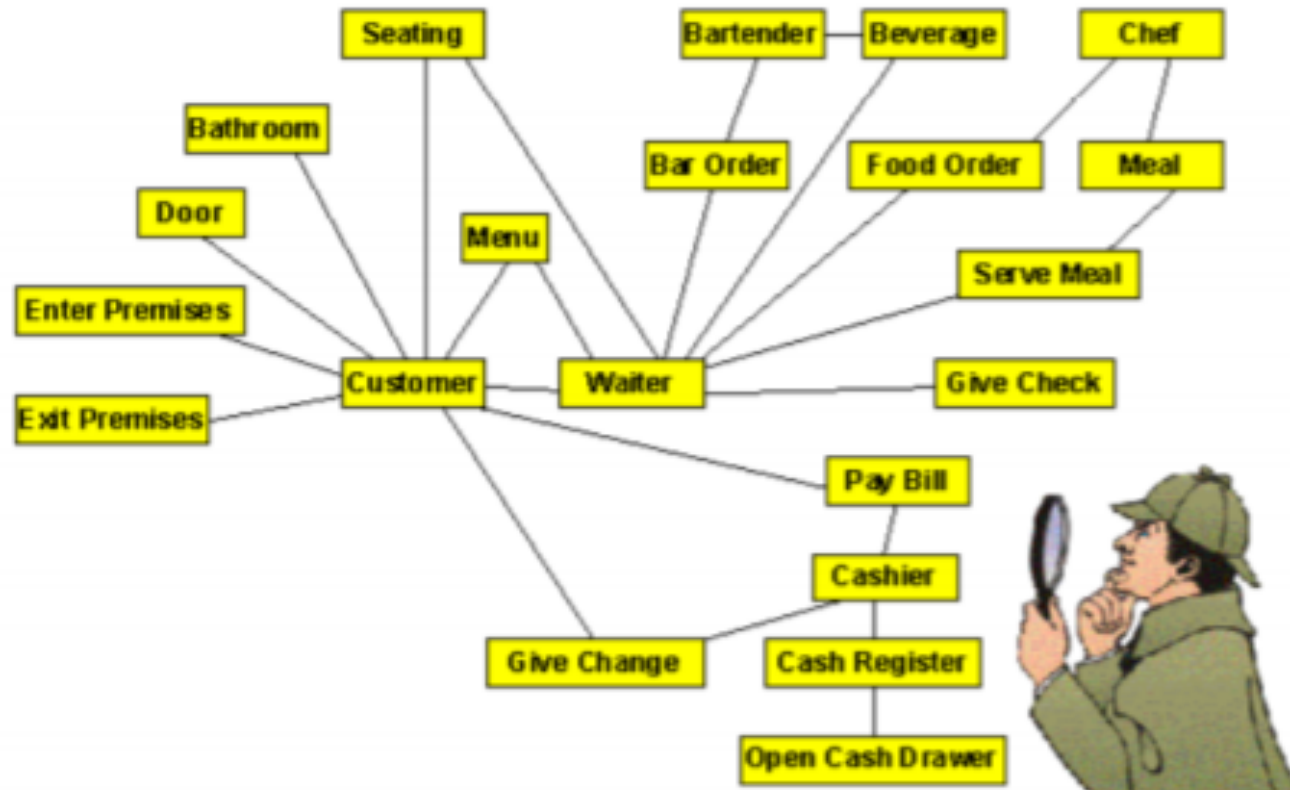 Seating
Bartender
Beverage
Chef
Bathroom
Bar Order
Food Order
Meal
Door
Menu
Serve Meal
Enter Premises
Customer
Waiter
Give Check
Exit Premises
Pay Bill
Cashier
Give Change
Cash Register
Open Cash Drawer